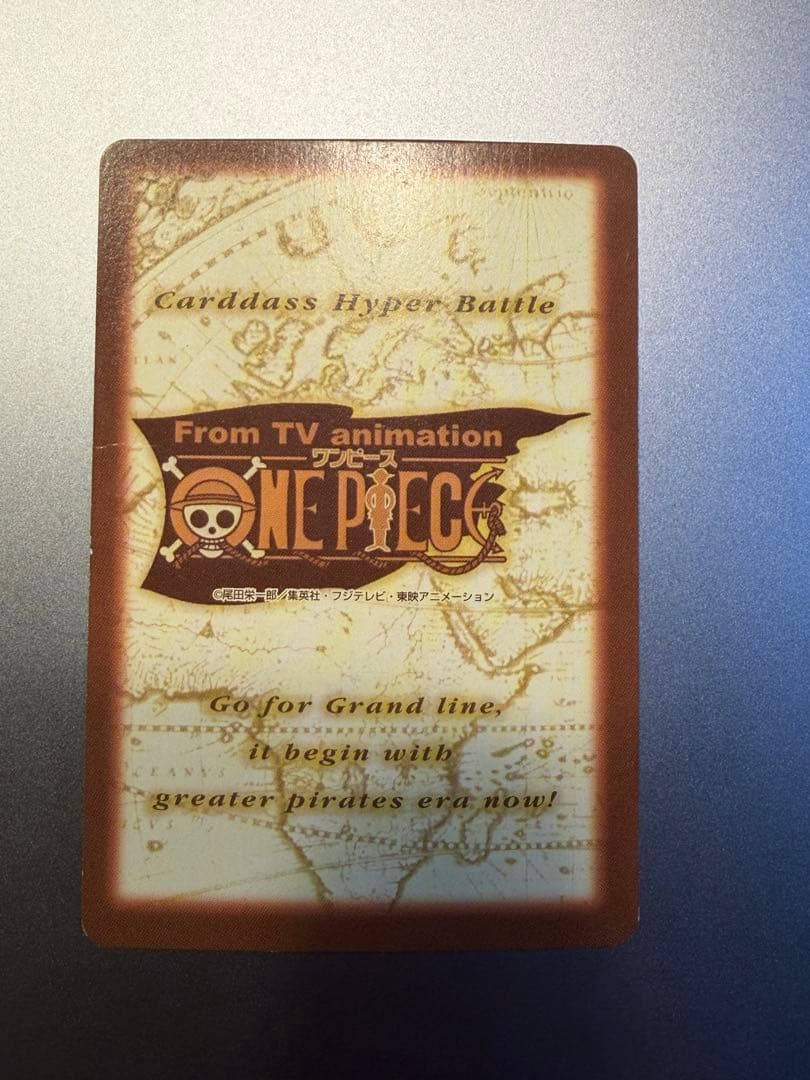 Carddass Hyper Battle
From TV animation
ワンピース
ONE PIECE
©尾田栄一郎／集英社・フジテレビ・東映アニメーション
Go for Grand line,
it begin with
greater pirates era now!